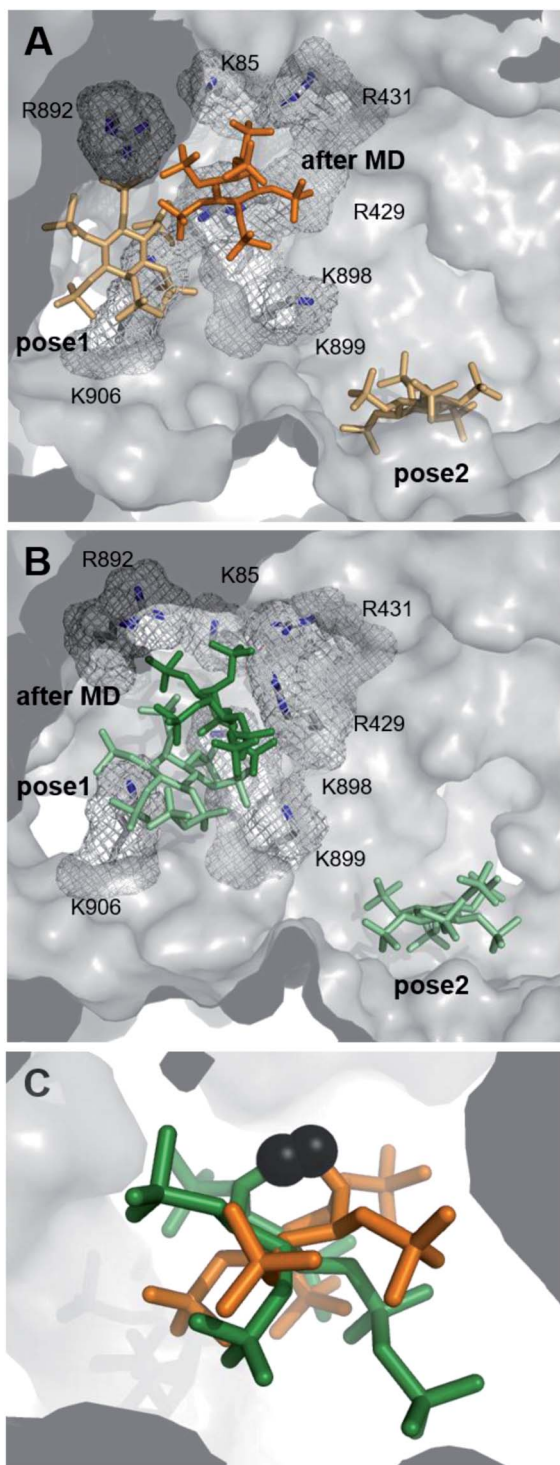 A
K85
R892
R431
after MD
R429
K898
pose1
K899
K906
pose2
B
R892
K85
R431
after MD
R429
K898
pose1
K899
K906
pose2
C